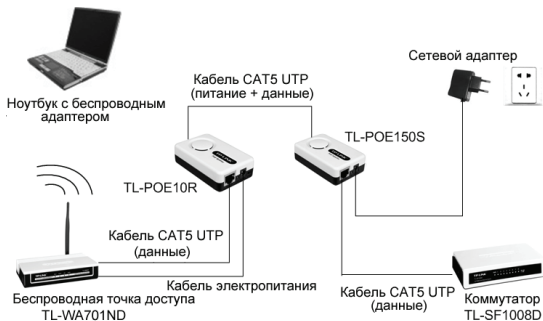 Сетевой адаптер
Кабель CAT5 UTP
(питание + данные)
Ноутбук с беспроводным
адаптером
TL-POE150S
TL-POE10R
Кабель CAT5 UTP
(данные)
Кабель электропитания
Кабель CAT5 UTP
(данные)
Беспроводная точка доступа
TL-WA701ND
Коммутатор
TL-SF1008D